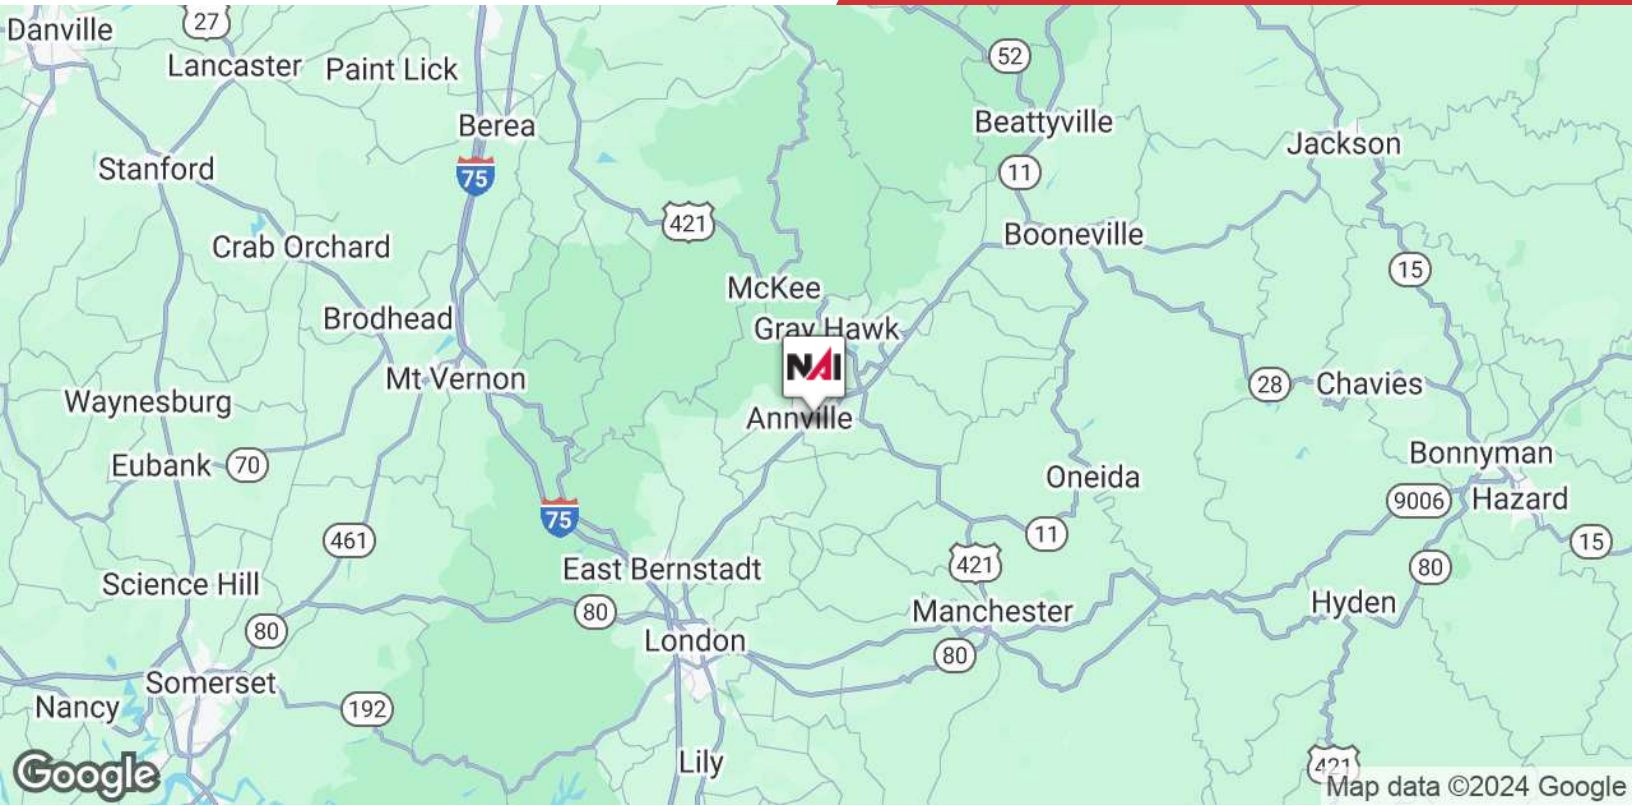 Danville
27
Lancaster
Paint Lick
52
Berea
Beattyville
Jackson
Stanford
75
11
421
Crab Orchard
Booneville
15
McKee
Brodhead
Gray Hawk
NAI
Mt Vernon
28
Chavies
Waynesburg
Annville
Eubank
70
Bonnyman
Oneida
9006
Hazard
75
461
11
15
421
East Bernstadt
80
Science Hill
Hyden
80
Manchester
80
London
80
Somerset
Nancy
192
Lily
421
Google
Map data ©2024 Google